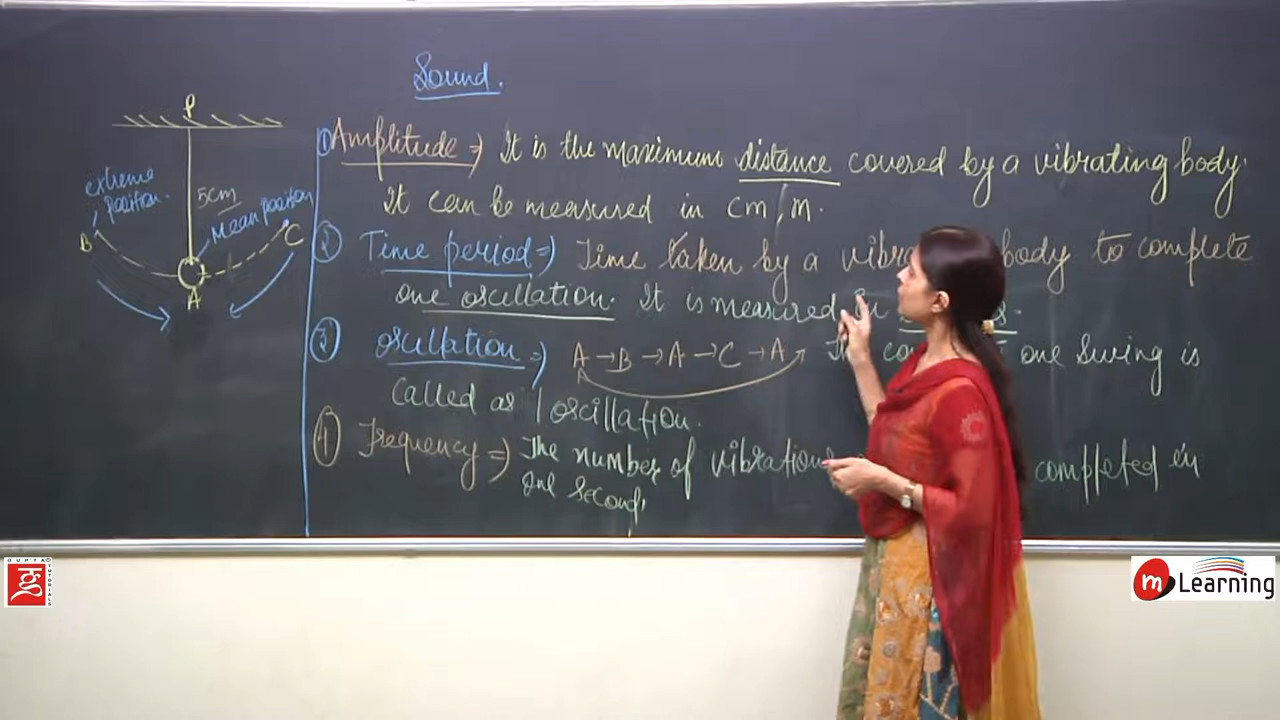 Sound.
P
extreme
position.
5cm
Mean position
B
C
A
① Amplitude ⇒ It is the maximum distance covered by a vibrating body.
It can be measured in cm, m.
② Time period ⇒ Time taken by a body to complete
one oscillation. It is measured in
③ oscillation ⇒ A → B → A → C → A one swing is
called as 1 oscillation.
④ Frequency ⇒ The number of vibrations completed in
one second,
GUPTA TUTORIALS
m Learning